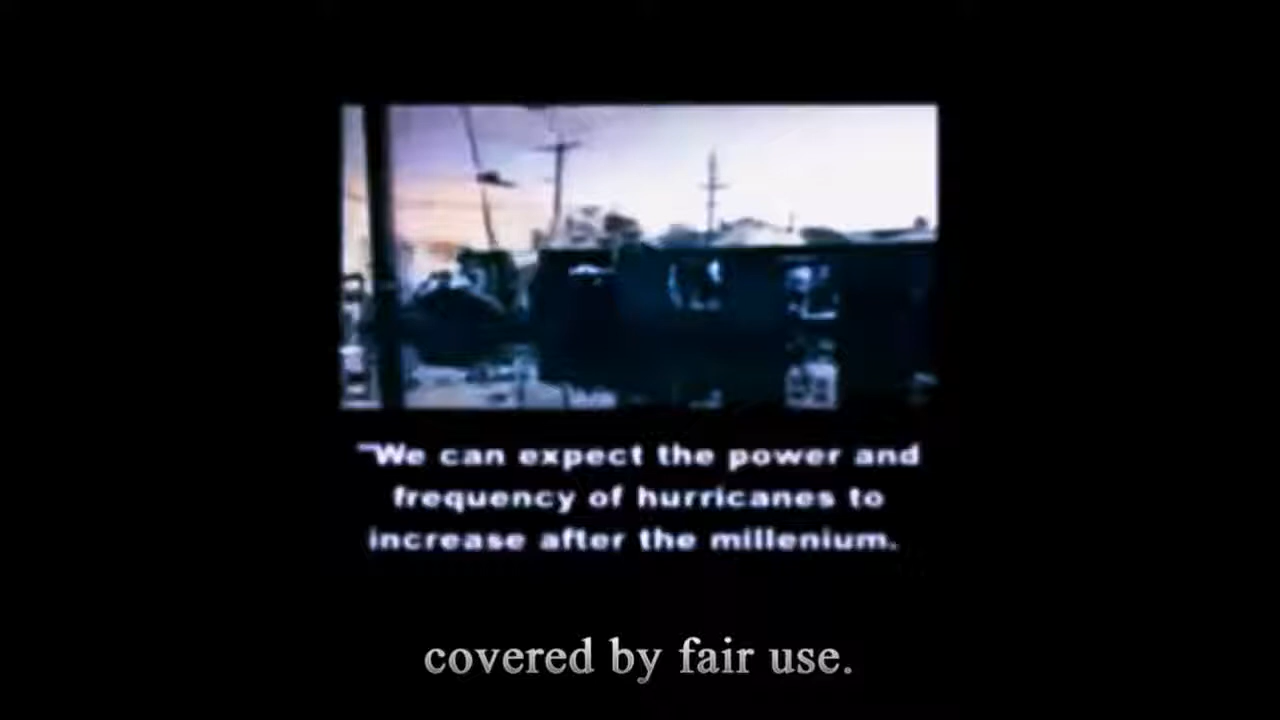 "We can expect the power and
frequency of hurricanes to
increase after the millenium.
covered by fair use.